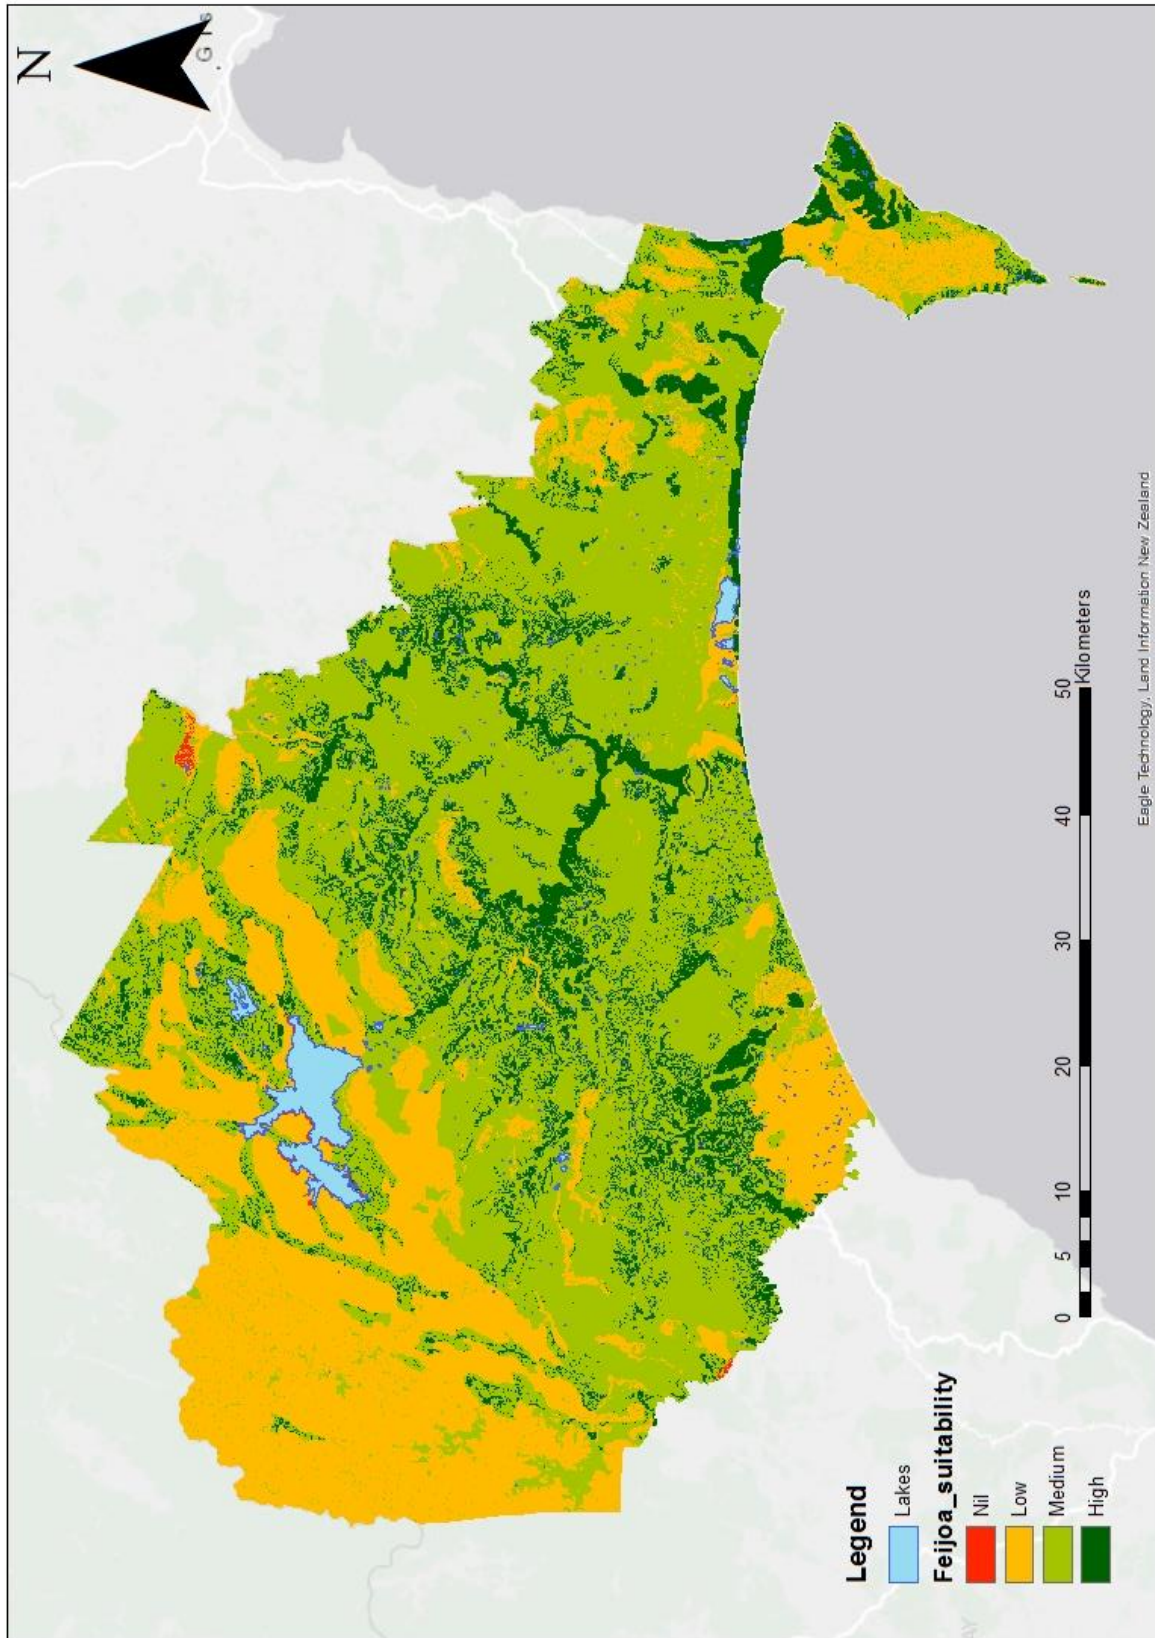 N
Legend
Lakes
Feijoa_suitability
Nil
Low
Medium
High
0 5 10 20 30 40 50
Kilometers
Eagle Technology, Land Information New Zealand